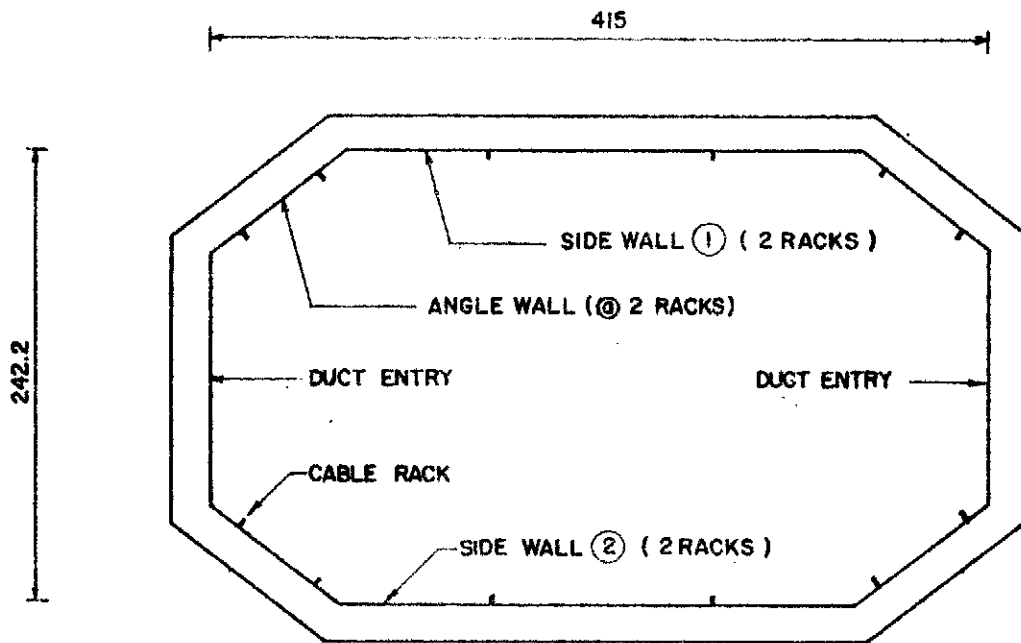 415
SIDE WALL ① ( 2 RACKS )
ANGLE WALL (@ 2 RACKS)
242.2
DUCT ENTRY
DUCT ENTRY
CABLE RACK
SIDE WALL ② ( 2 RACKS )